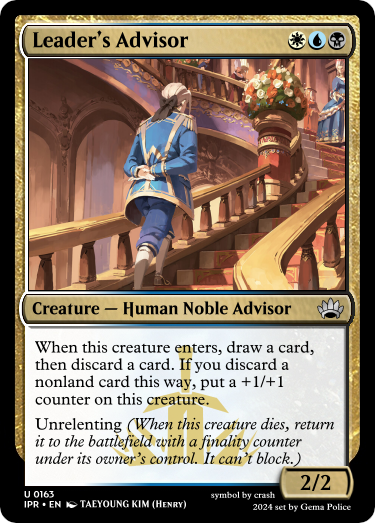 Leader's Advisor
Creature — Human Noble Advisor
When this creature enters, draw a card,
then discard a card. If you discard a
nonland card this way, put a +1/+1
counter on this creature.
Unrelenting (When this creature dies, return
it to the battlefield with a finality counter
under its owner's control. It can't block.)
2/2
U 0163
IPR • EN TAEYOUNG KIM (Henry)
symbol by crash
2024 set by Gema Police